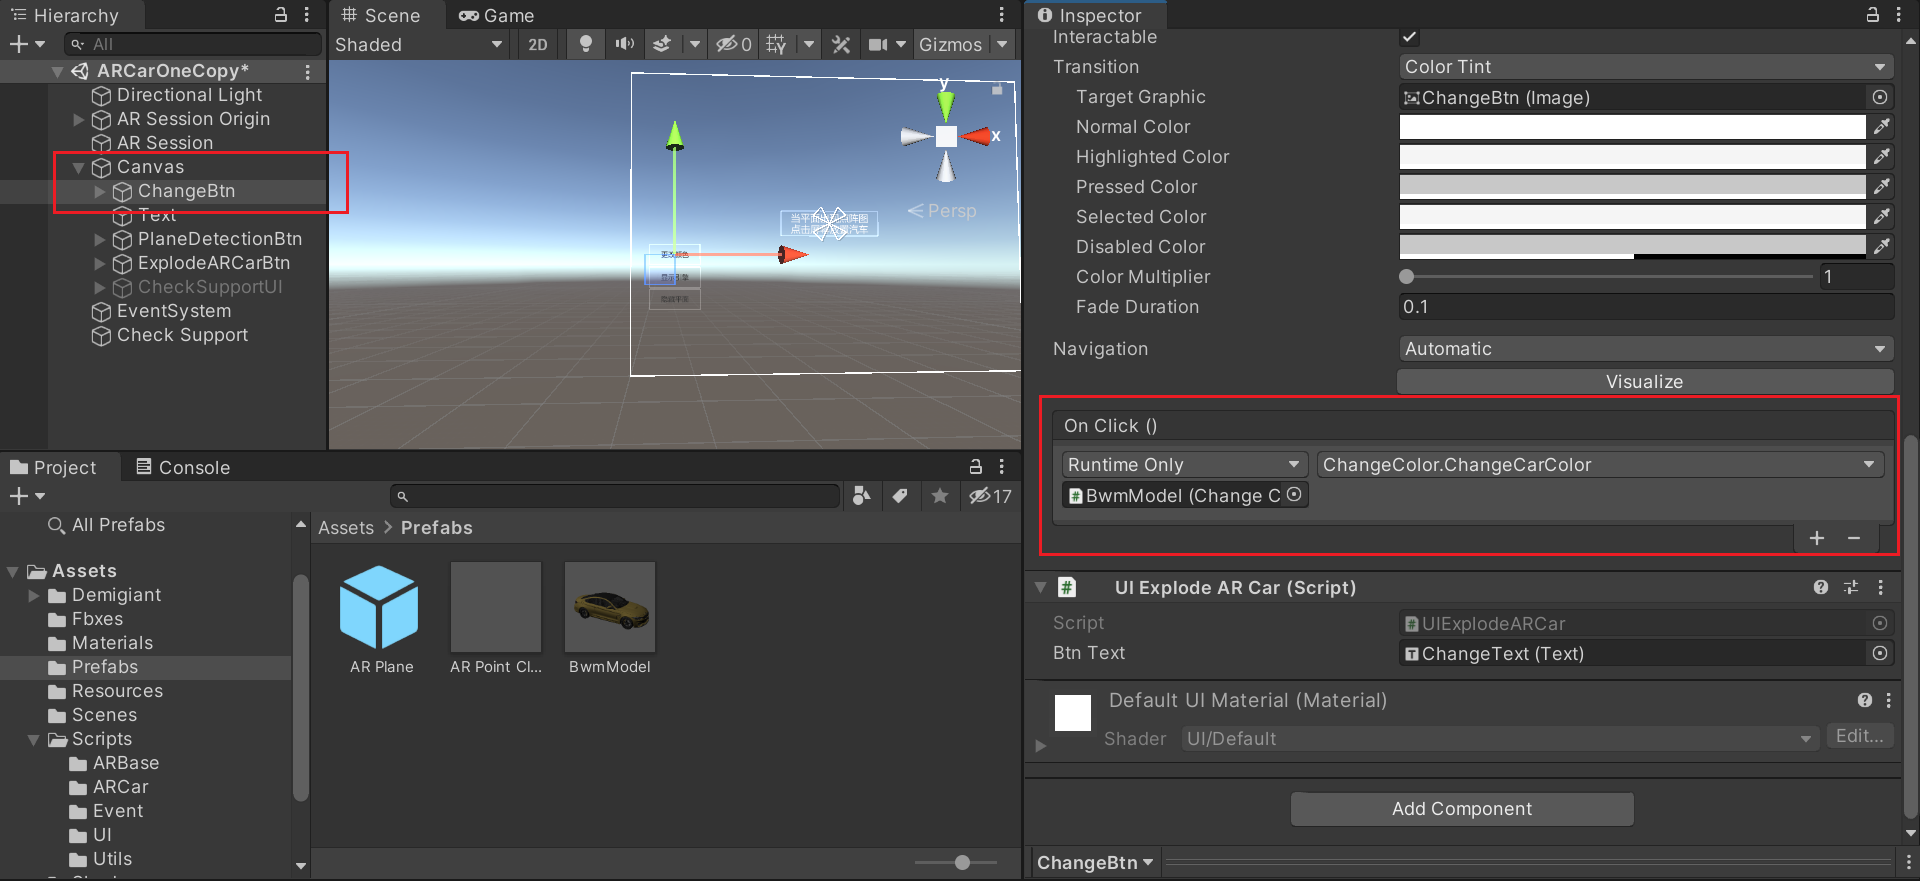 Hierarchy
All
ARCarOneCopy*
Directional Light
AR Session Origin
AR Session
Canvas
ChangeBtn
Text
PlaneDetectionBtn
ExplodeARCarBtn
CheckSupportUI
EventSystem
Check Support
Scene
Game
Shaded
2D
0
Gizmos
y
x
Persp
更改颜色
Project
Console
17
All Prefabs
Assets
Demigiant
Fbxes
Materials
Prefabs
Resources
Scenes
Scripts
ARBase
ARCar
Event
UI
Utils
Assets > Prefabs
AR Plane
AR Point Cl...
BwmModel
Inspector
Interactable
Transition
Color Tint
Target Graphic
ChangeBtn (Image)
Normal Color
Highlighted Color
Pressed Color
Selected Color
Disabled Color
Color Multiplier
1
Fade Duration
0.1
Navigation
Automatic
Visualize
On Click ()
Runtime Only
ChangeColor.ChangeCarColor
BwmModel (Change C
+ −
UI Explode AR Car (Script)
Script
UIExplodeARCar
Btn Text
ChangeText (Text)
Default UI Material (Material)
Shader
UI/Default
Edit...
Add Component
ChangeBtn